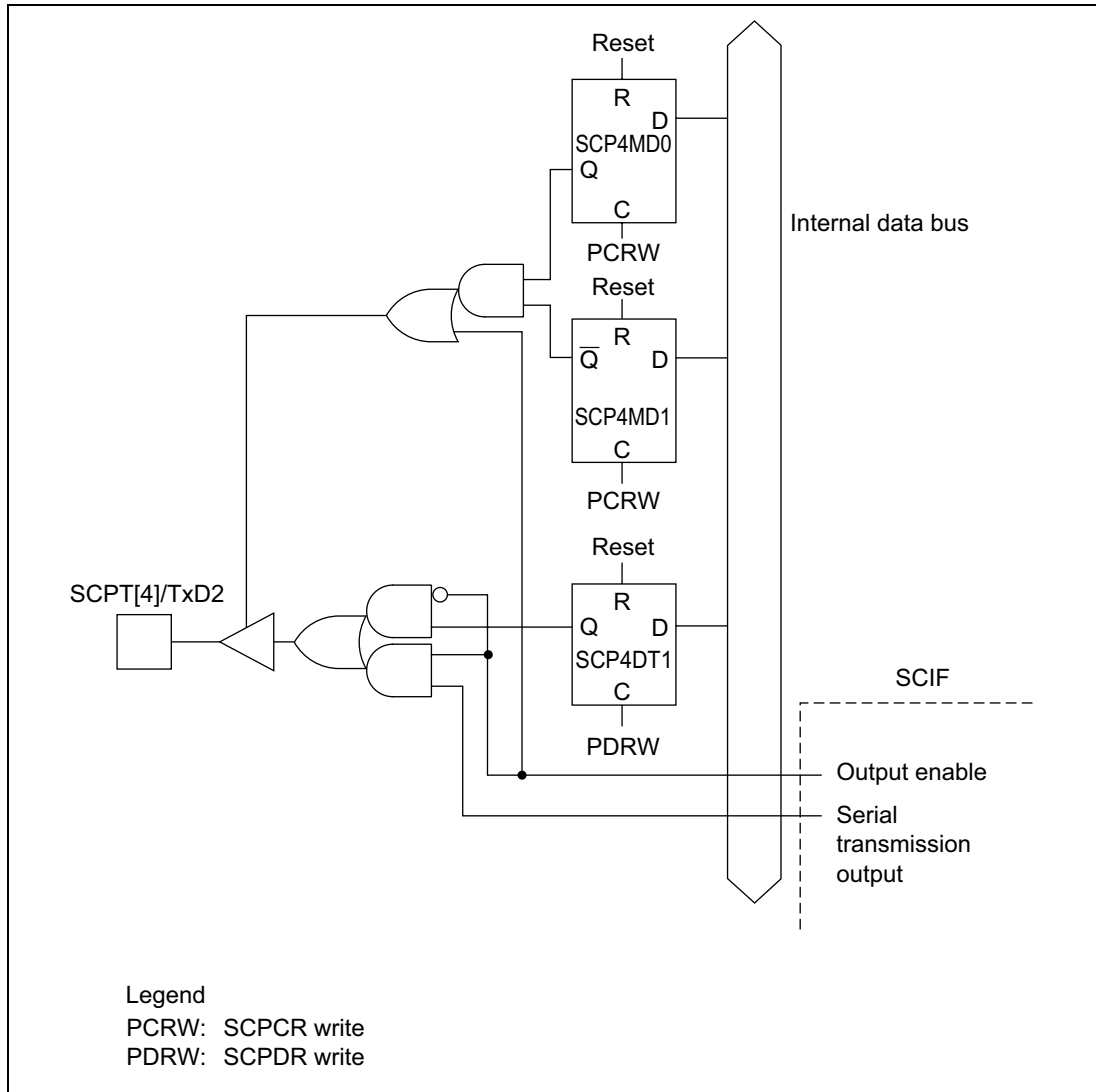 Reset
R
D
SCP4MD0
Q
C
PCRW
Internal data bus
Reset
R
Q̅
D
SCP4MD1
C
PCRW
Reset
SCPT[4]/TxD2
R
Q
D
SCP4DT1
C
SCIF
PDRW
Output enable
Serial
transmission
output
Legend
PCRW: SCPCR write
PDRW: SCPDR write